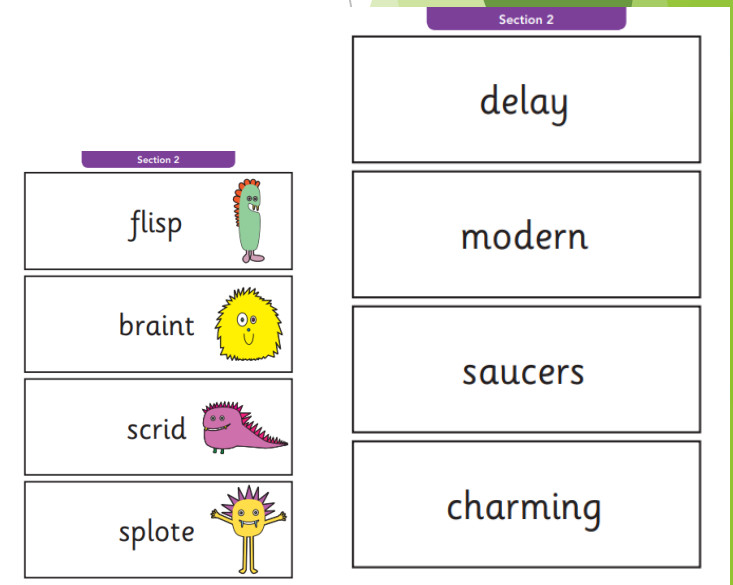 Section 2
flisp
braint
scrid
splote
Section 2
delay
modern
saucers
charming